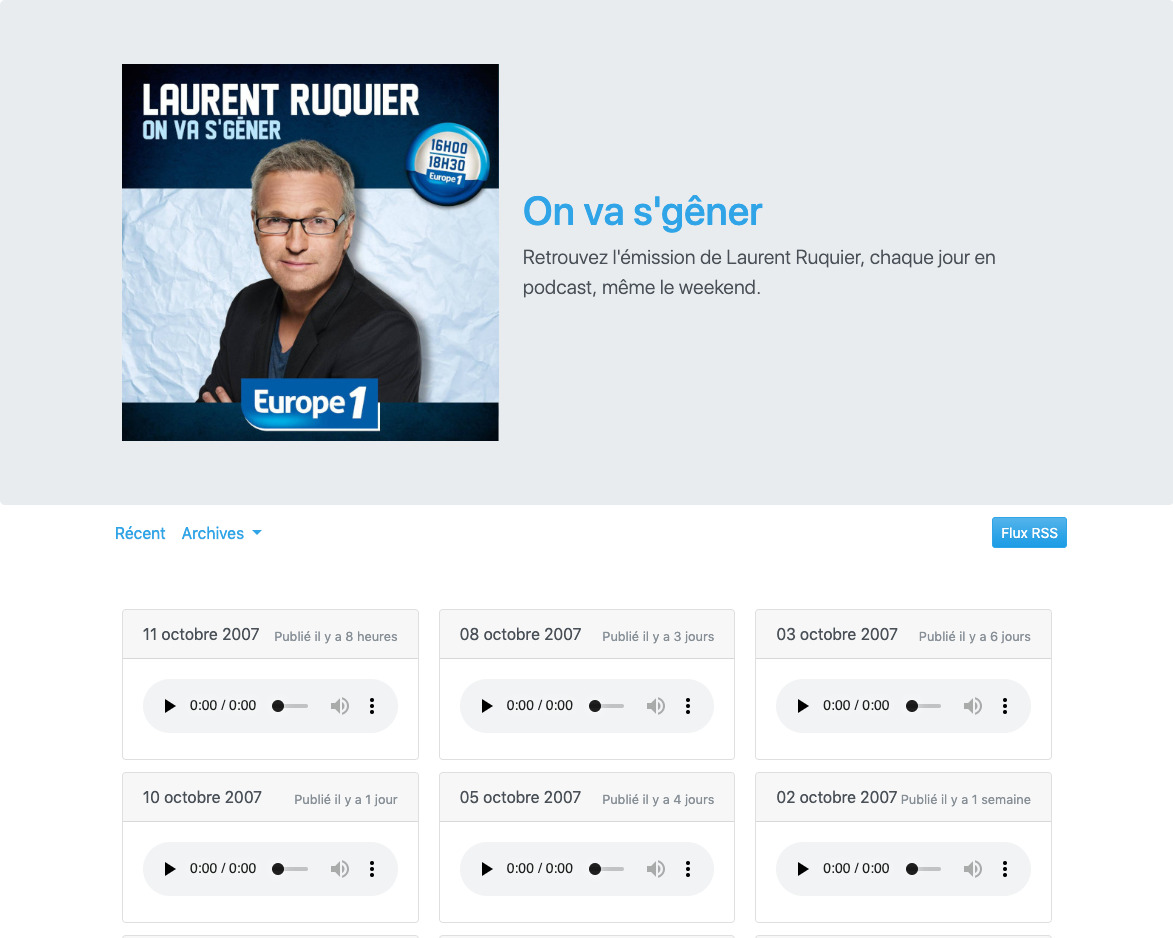 LAURENT RUQUIER
ON VA S'GÊNER
16H00
18H30
Europe 1
Europe 1
On va s'gêner
Retrouvez l'émission de Laurent Ruquier, chaque jour en
podcast, même le weekend.
Récent Archives
Flux RSS
11 octobre 2007 Publié il y a 8 heures
0:00 / 0:00
08 octobre 2007 Publié il y a 3 jours
0:00 / 0:00
03 octobre 2007 Publié il y a 6 jours
0:00 / 0:00
10 octobre 2007 Publié il y a 1 jour
0:00 / 0:00
05 octobre 2007 Publié il y a 4 jours
0:00 / 0:00
02 octobre 2007 Publié il y a 1 semaine
0:00 / 0:00